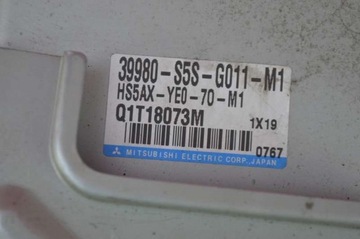 39980-S5S-G011-M1
HS5AX-YE0-70-M1
Q1T18073M 1X19
0767
MITSUBISHI ELECTRIC CORP. JAPAN